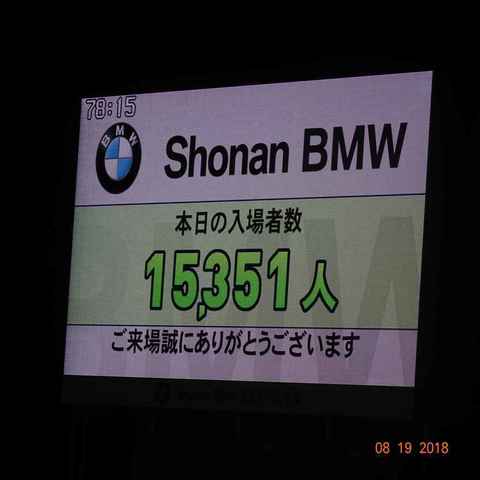 78:15
BMW
Shonan BMW
本日の入場者数
15,351人
ご来場誠にありがとうございます
08 19 2018